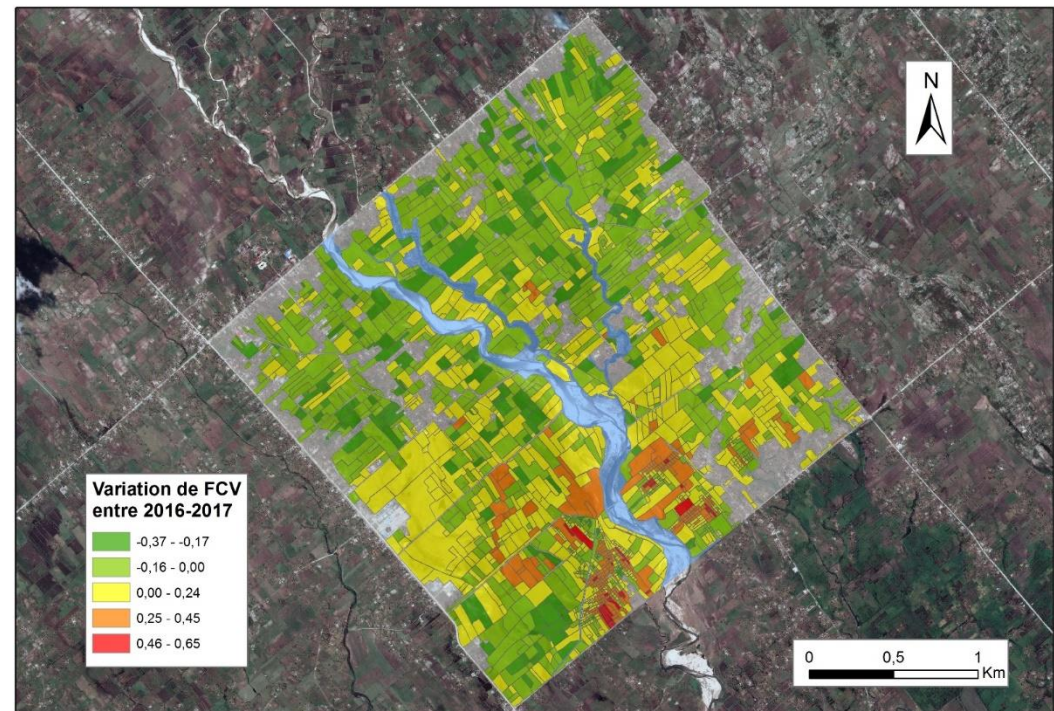 N
Variation de FCV
entre 2016-2017
-0,37 - -0,17
-0,16 - 0,00
0,00 - 0,24
0,25 - 0,45
0,46 - 0,65
0 0,5 1
Km